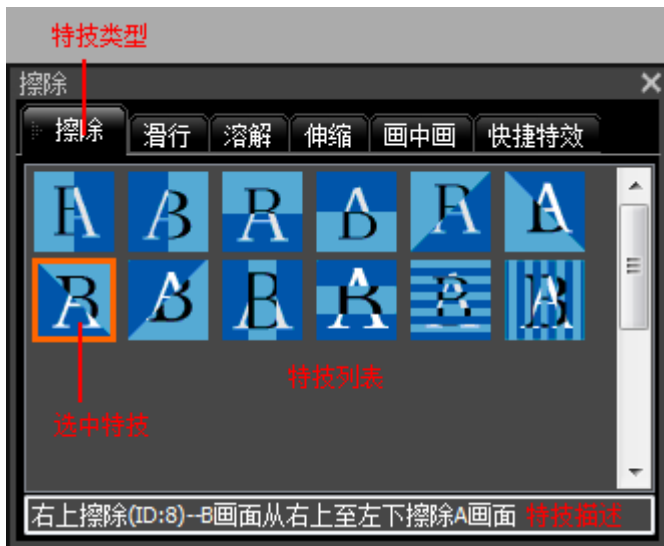 特技类型
擦除
擦除 滑行 溶解 伸缩 画中画 快捷特效
A B A B B A A B A B A B
B A B A B A A B A B A B
特技列表
选中特技
右上擦除(ID:8)--B画面从右上至左下擦除A画面 特技描述